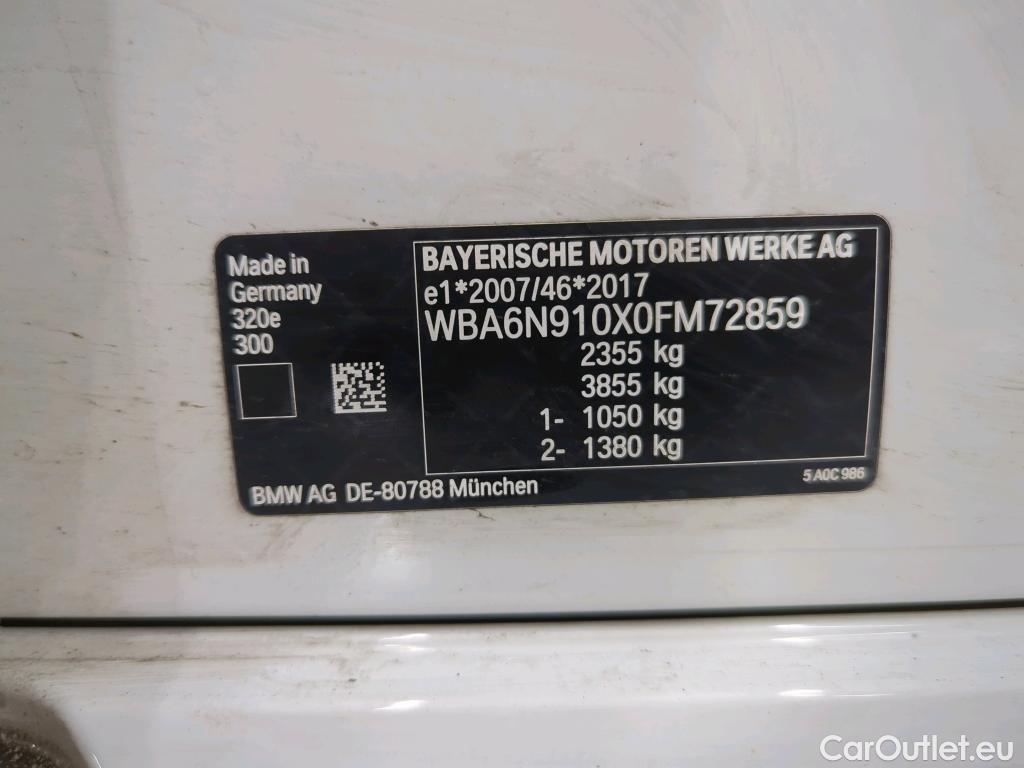 Made in
Germany
320e
300
BAYERISCHE MOTOREN WERKE AG
e1*2007/46*2017
WBA6N910X0FM72859
2355 kg
3855 kg
1- 1050 kg
2- 1380 kg
BMW AG DE-80788 München
5 A0C 986
CarOutlet.eu